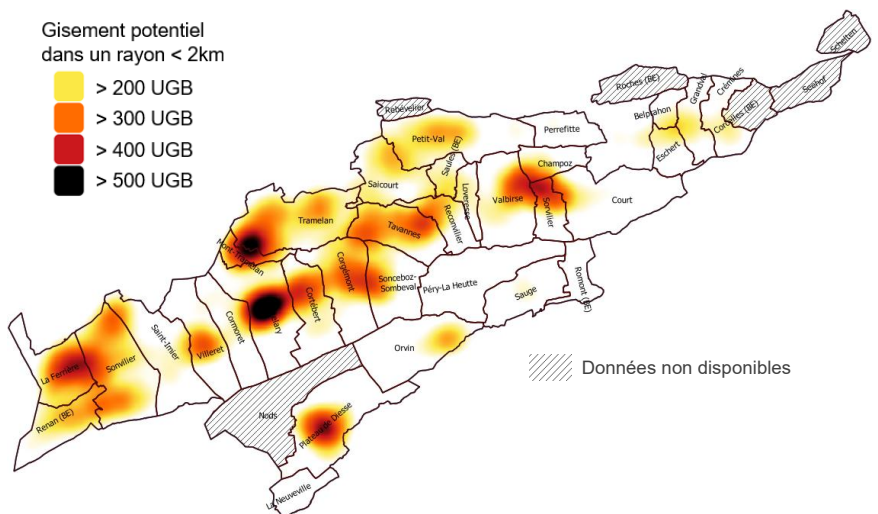 Gisement potentiel
dans un rayon < 2km
> 200 UGB
> 300 UGB
> 400 UGB
> 500 UGB
Schelten
Seehof
Roches (BE)
Grandval
Crémines
Corcelles (BE)
Belprahon
Eschert
Rebévelier
Petit-Val
Perrefitte
Saules (BE)
Champoz
Saicourt
Loveresse
Valbirse
Sorvilier
Court
Tramelan
Tavannes
Reconvilier
Mont-Tramelan
Corgémont
Sonceboz-
Sombeval
Péry-La Heutte
Romont (BE)
Sauge
Cortébert
Cormoret
Saint-Imier
Villeret
Orvin
La Ferrière
Sonvilier
Renan (BE)
Nods
Plateau de Diesse
La Neuveville
Données non disponibles